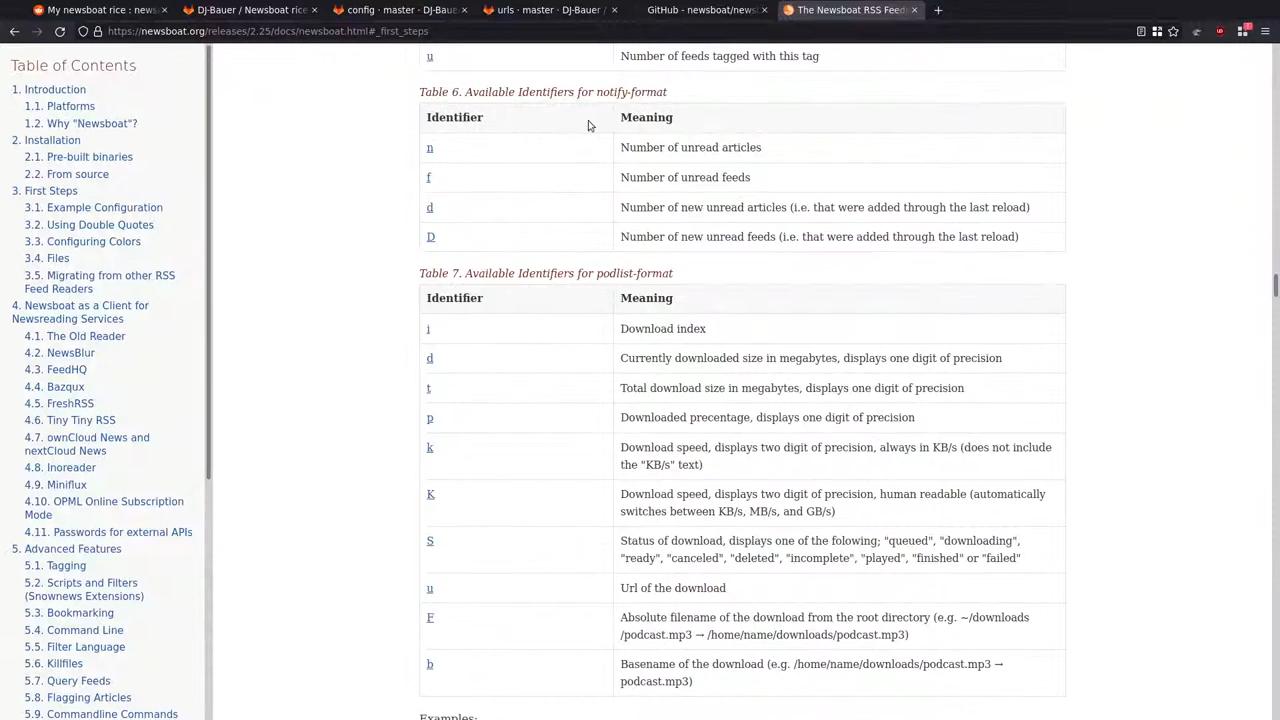 My newsboat rice : news
DJ-Bauer / Newsboat rice
config · master · DJ-Baue
urls · master · DJ-Bauer /
GitHub - newsboat/newsb
The Newsboat RSS Feed
https://newsboat.org/releases/2.25/docs/newsboat.html#_first_steps
Table of Contents
1. Introduction
1.1. Platforms
1.2. Why "Newsboat"?
2. Installation
2.1. Pre-built binaries
2.2. From source
3. First Steps
3.1. Example Configuration
3.2. Using Double Quotes
3.3. Configuring Colors
3.4. Files
3.5. Migrating from other RSS
Feed Readers
4. Newsboat as a Client for
Newsreading Services
4.1. The Old Reader
4.2. NewsBlur
4.3. FeedHQ
4.4. Bazqux
4.5. FreshRSS
4.6. Tiny Tiny RSS
4.7. ownCloud News and
nextCloud News
4.8. Inoreader
4.9. Miniflux
4.10. OPML Online Subscription
Mode
4.11. Passwords for external APIs
5. Advanced Features
5.1. Tagging
5.2. Scripts and Filters
(Snownews Extensions)
5.3. Bookmarking
5.4. Command Line
5.5. Filter Language
5.6. Killfiles
5.7. Query Feeds
5.8. Flagging Articles
5.9. Commandline Commands
u Number of feeds tagged with this tag
Table 6. Available Identifiers for notify-format
Identifier Meaning
n Number of unread articles
f Number of unread feeds
d Number of new unread articles (i.e. that were added through the last reload)
D Number of new unread feeds (i.e. that were added through the last reload)
Table 7. Available Identifiers for podlist-format
Identifier Meaning
i Download index
d Currently downloaded size in megabytes, displays one digit of precision
t Total download size in megabytes, displays one digit of precision
p Downloaded precentage, displays one digit of precision
k Download speed, displays two digit of precision, always in KB/s (does not include
the "KB/s" text)
K Download speed, displays two digit of precision, human readable (automatically
switches between KB/s, MB/s, and GB/s)
S Status of download, displays one of the folowing; "queued", "downloading",
"ready", "canceled", "deleted", "incomplete", "played", "finished" or "failed"
u Url of the download
F Absolute filename of the download from the root directory (e.g. ~/downloads
/podcast.mp3 → /home/name/downloads/podcast.mp3)
b Basename of the download (e.g. /home/name/downloads/podcast.mp3 →
podcast.mp3)
Examples: